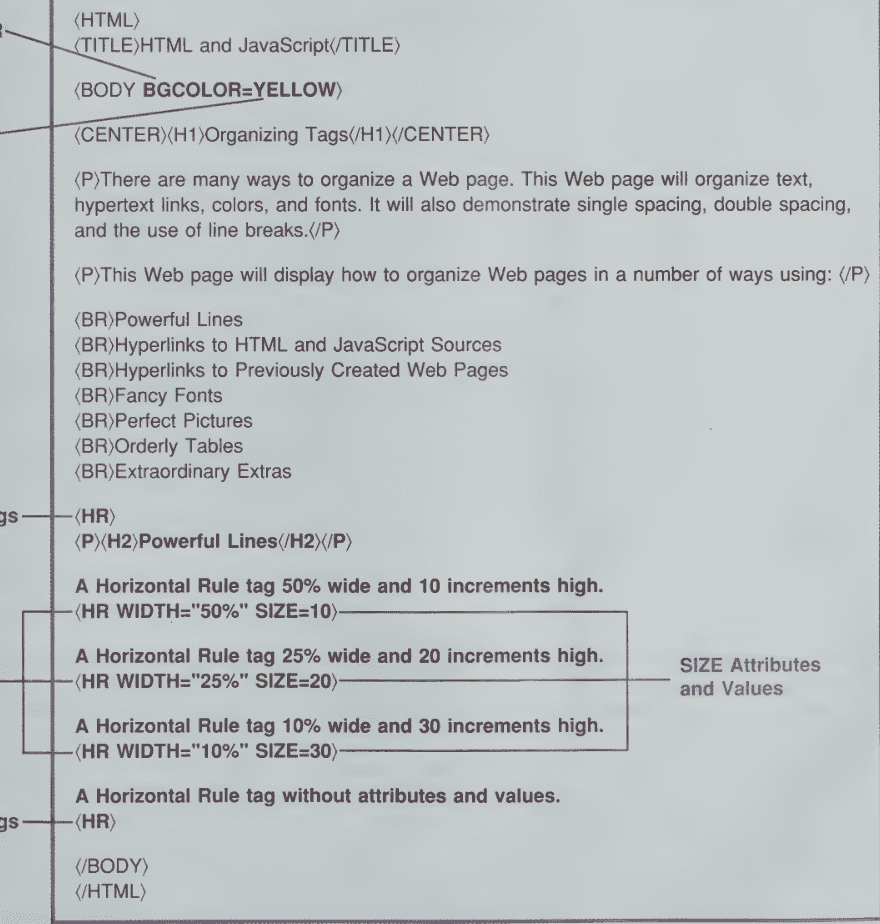 ⟨HTML⟩
⟨TITLE⟩HTML and JavaScript⟨/TITLE⟩
⟨BODY BGCOLOR=YELLOW⟩
⟨CENTER⟩⟨H1⟩Organizing Tags⟨/H1⟩⟨/CENTER⟩
⟨P⟩There are many ways to organize a Web page. This Web page will organize text,
hypertext links, colors, and fonts. It will also demonstrate single spacing, double spacing,
and the use of line breaks.⟨/P⟩
⟨P⟩This Web page will display how to organize Web pages in a number of ways using: ⟨/P⟩
⟨BR⟩Powerful Lines
⟨BR⟩Hyperlinks to HTML and JavaScript Sources
⟨BR⟩Hyperlinks to Previously Created Web Pages
⟨BR⟩Fancy Fonts
⟨BR⟩Perfect Pictures
⟨BR⟩Orderly Tables
⟨BR⟩Extraordinary Extras
⟨HR⟩
⟨P⟩⟨H2⟩Powerful Lines⟨/H2⟩⟨/P⟩
A Horizontal Rule tag 50% wide and 10 increments high.
⟨HR WIDTH="50%" SIZE=10⟩
A Horizontal Rule tag 25% wide and 20 increments high.
⟨HR WIDTH="25%" SIZE=20⟩
SIZE Attributes
and Values
A Horizontal Rule tag 10% wide and 30 increments high.
⟨HR WIDTH="10%" SIZE=30⟩
A Horizontal Rule tag without attributes and values.
⟨HR⟩
⟨/BODY⟩
⟨/HTML⟩